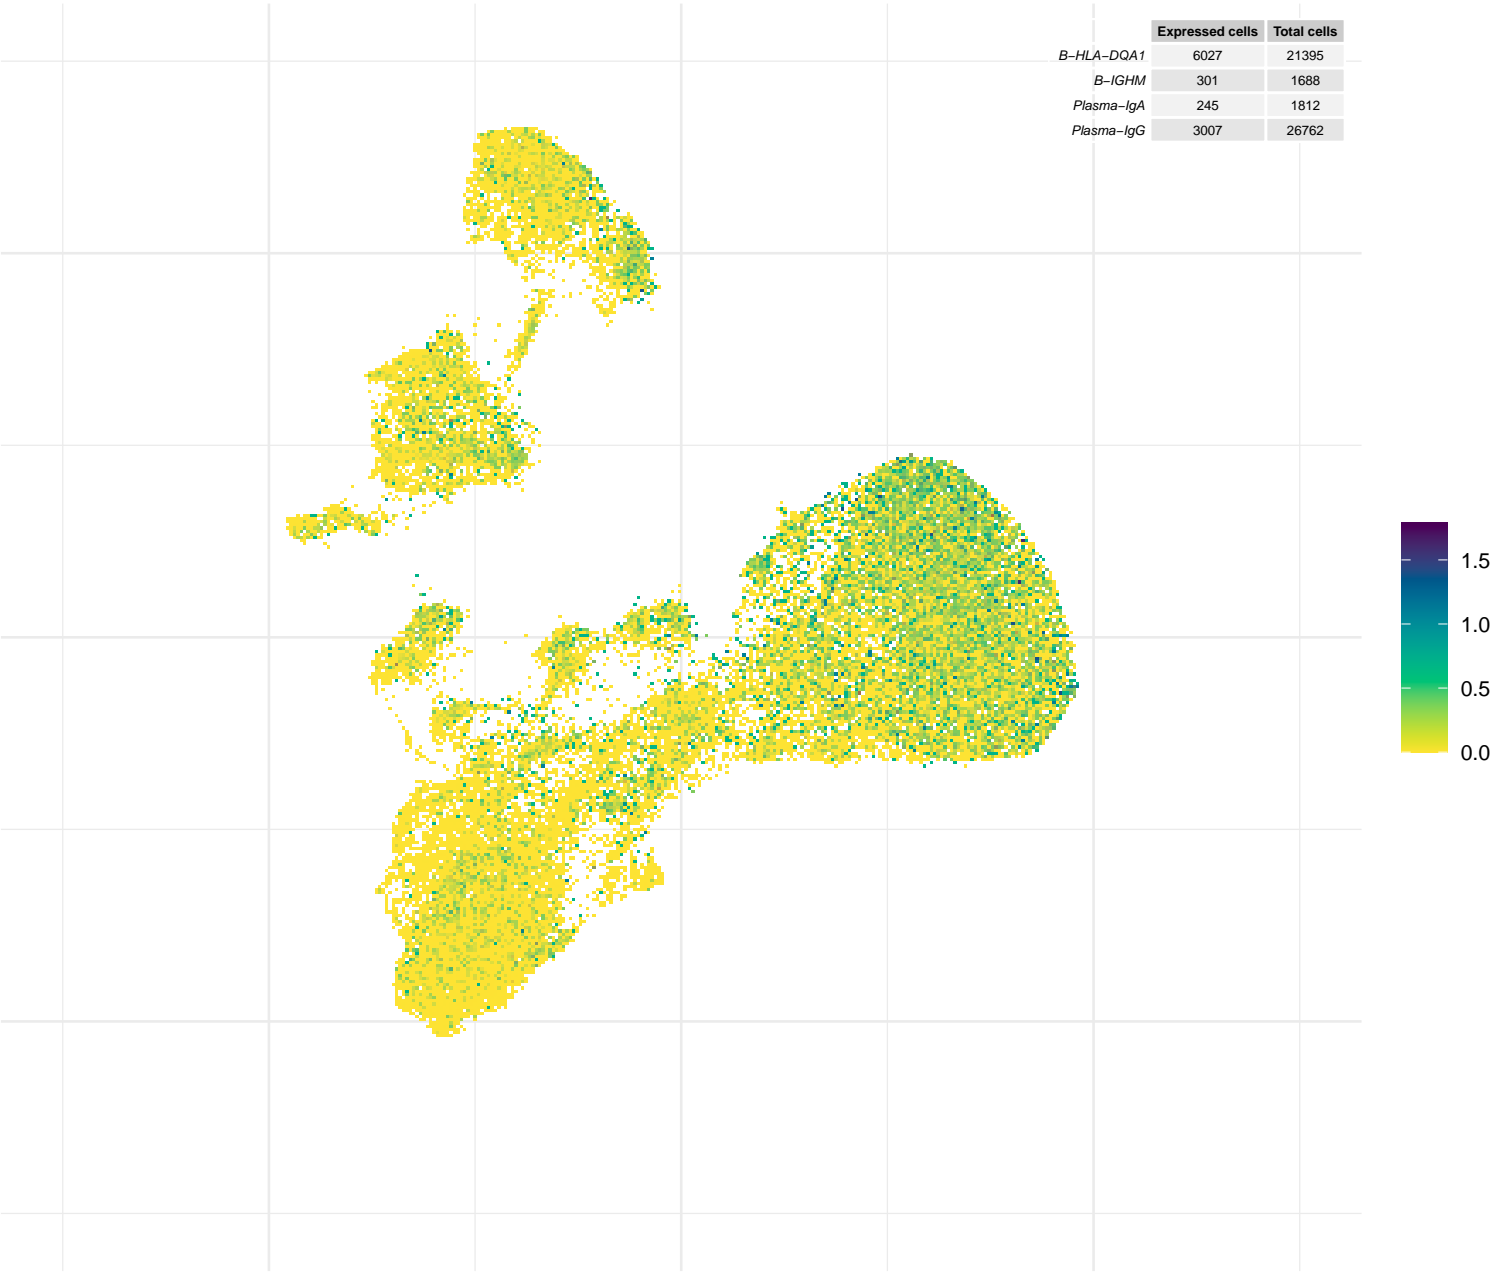 Expressed cells Total cells
B−HLA−DQA1 6027 21395
B−IGHM 301 1688
Plasma−IgA 245 1812
Plasma−IgG 3007 26762
1.5
1.0
0.5
0.0